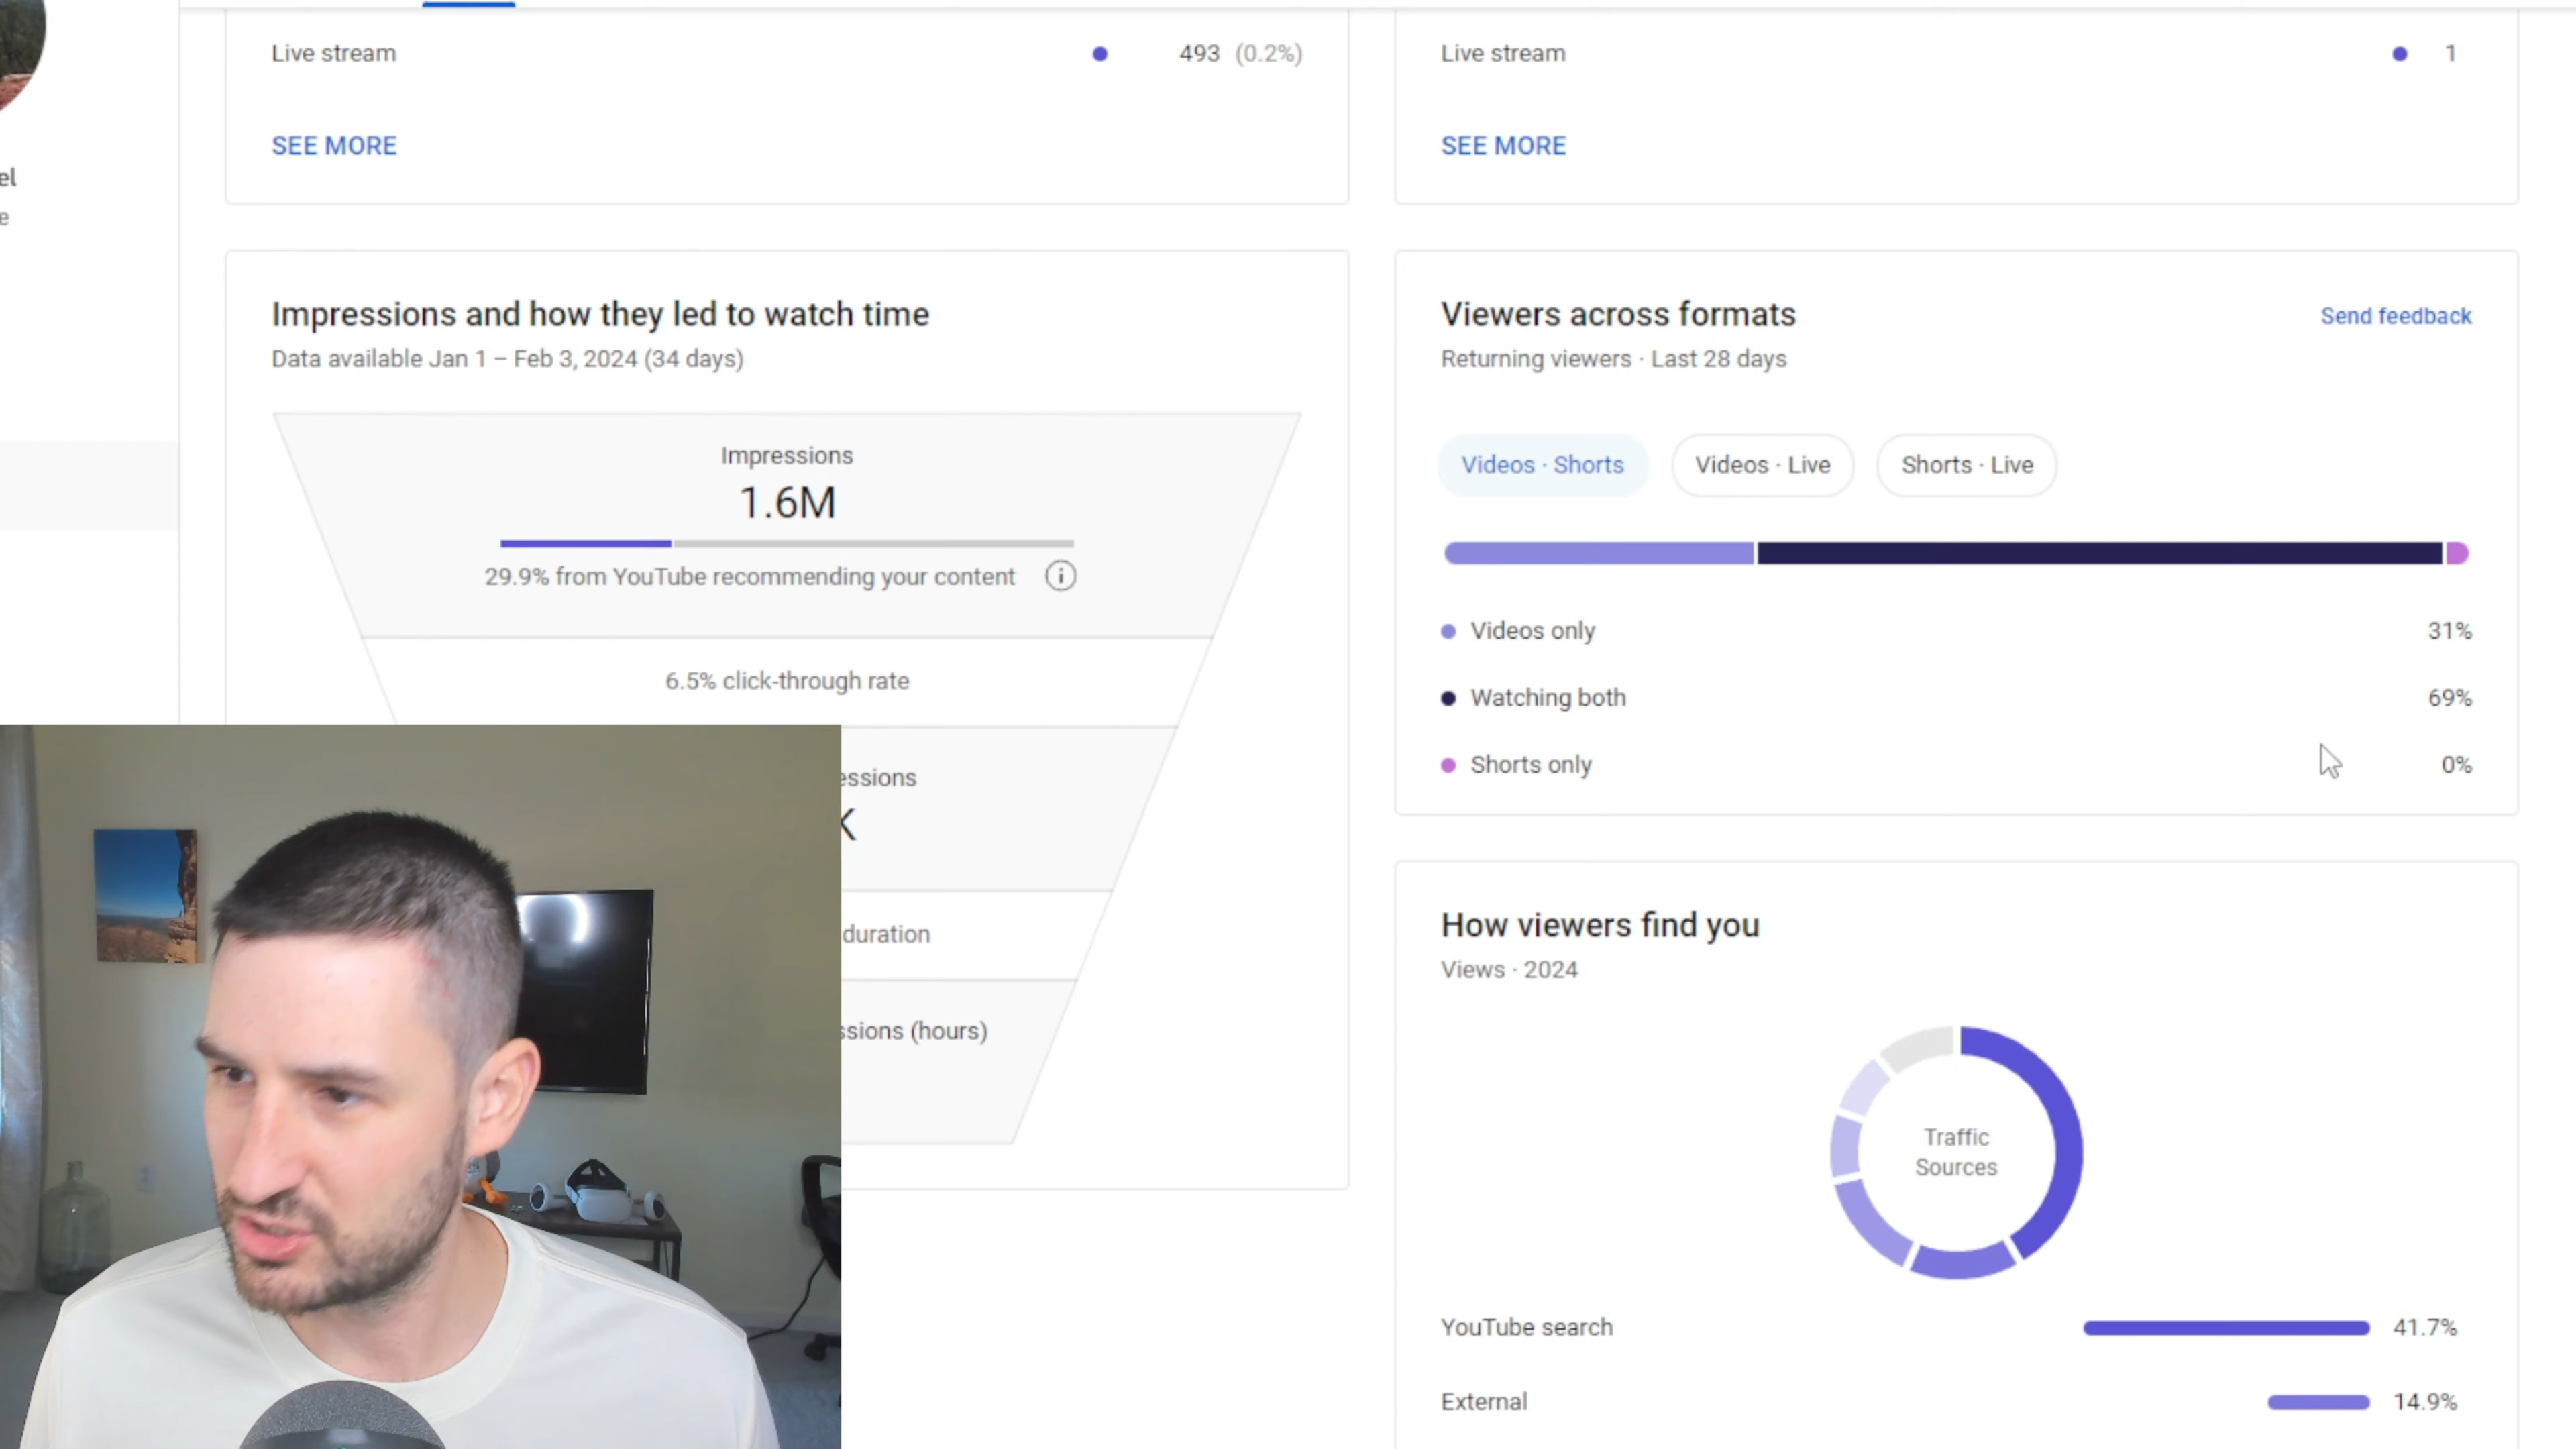 Live stream
493 (0.2%)
SEE MORE
Live stream
1
SEE MORE
el
e
Impressions and how they led to watch time
Data available Jan 1 – Feb 3, 2024 (34 days)
Impressions
1.6M
29.9% from YouTube recommending your content
6.5% click-through rate
essions
K
duration
ssions (hours)
Viewers across formats
Send feedback
Returning viewers · Last 28 days
Videos · Shorts
Videos · Live
Shorts · Live
Videos only
31%
Watching both
69%
Shorts only
0%
How viewers find you
Views · 2024
Traffic
Sources
YouTube search
41.7%
External
14.9%